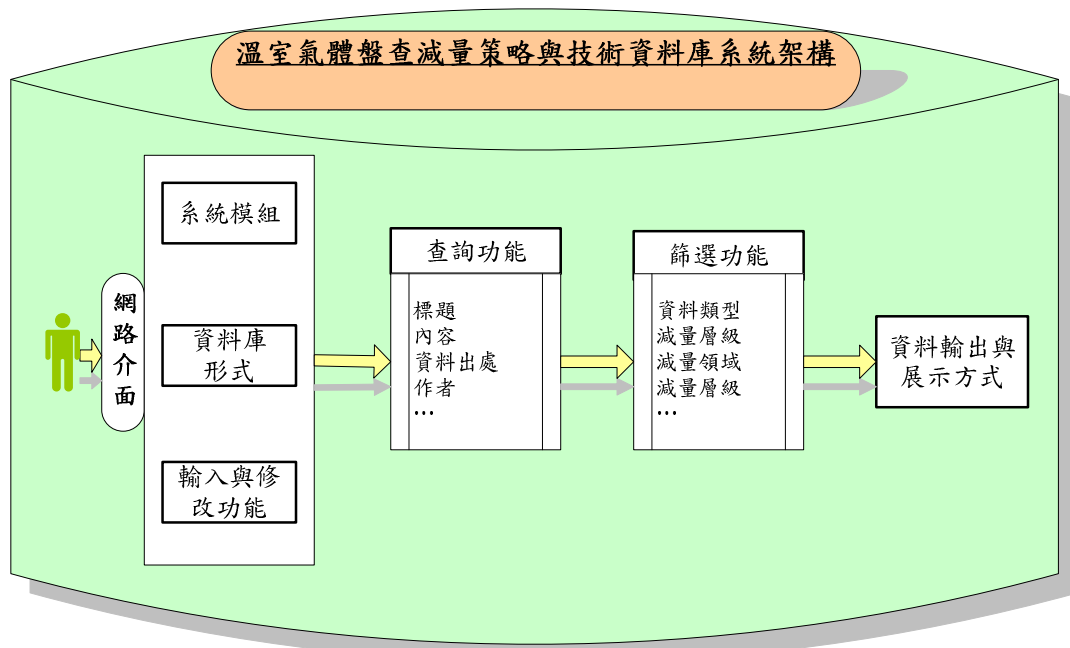 溫室氣體盤查減量策略與技術資料庫系統架構
網路介面
系統模組
資料庫
形式
輸入與修
改功能
查詢功能
標題
內容
資料出處
作者
…
篩選功能
資料類型
減量層級
減量領域
減量層級
…
資料輸出與
展示方式